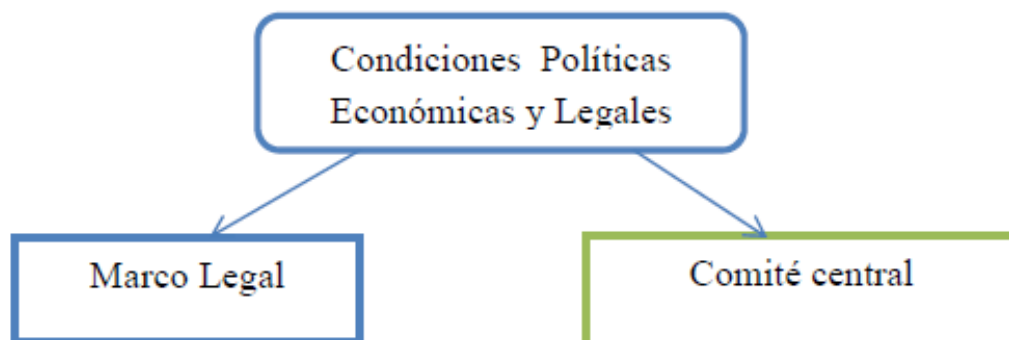 Condiciones Políticas
Económicas y Legales
Marco Legal
Comité central